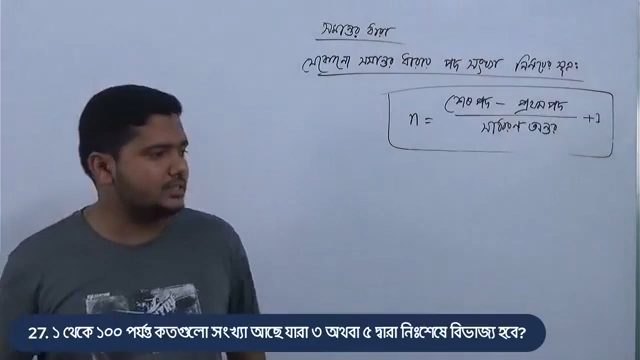 সমান্তর ধারা
যেকোনো সমান্তর ধারার পদ সংখ্যা নির্ণয়ের সূত্র:
n = শেষ পদ - প্রথম পদ / সাধারণ অন্তর +1
27. ১ থেকে ১০০ পর্যন্ত কতগুলো সংখ্যা আছে যারা ৩ অথবা ৫ দ্বারা নিঃশেষে বিভাজ্য হবে?